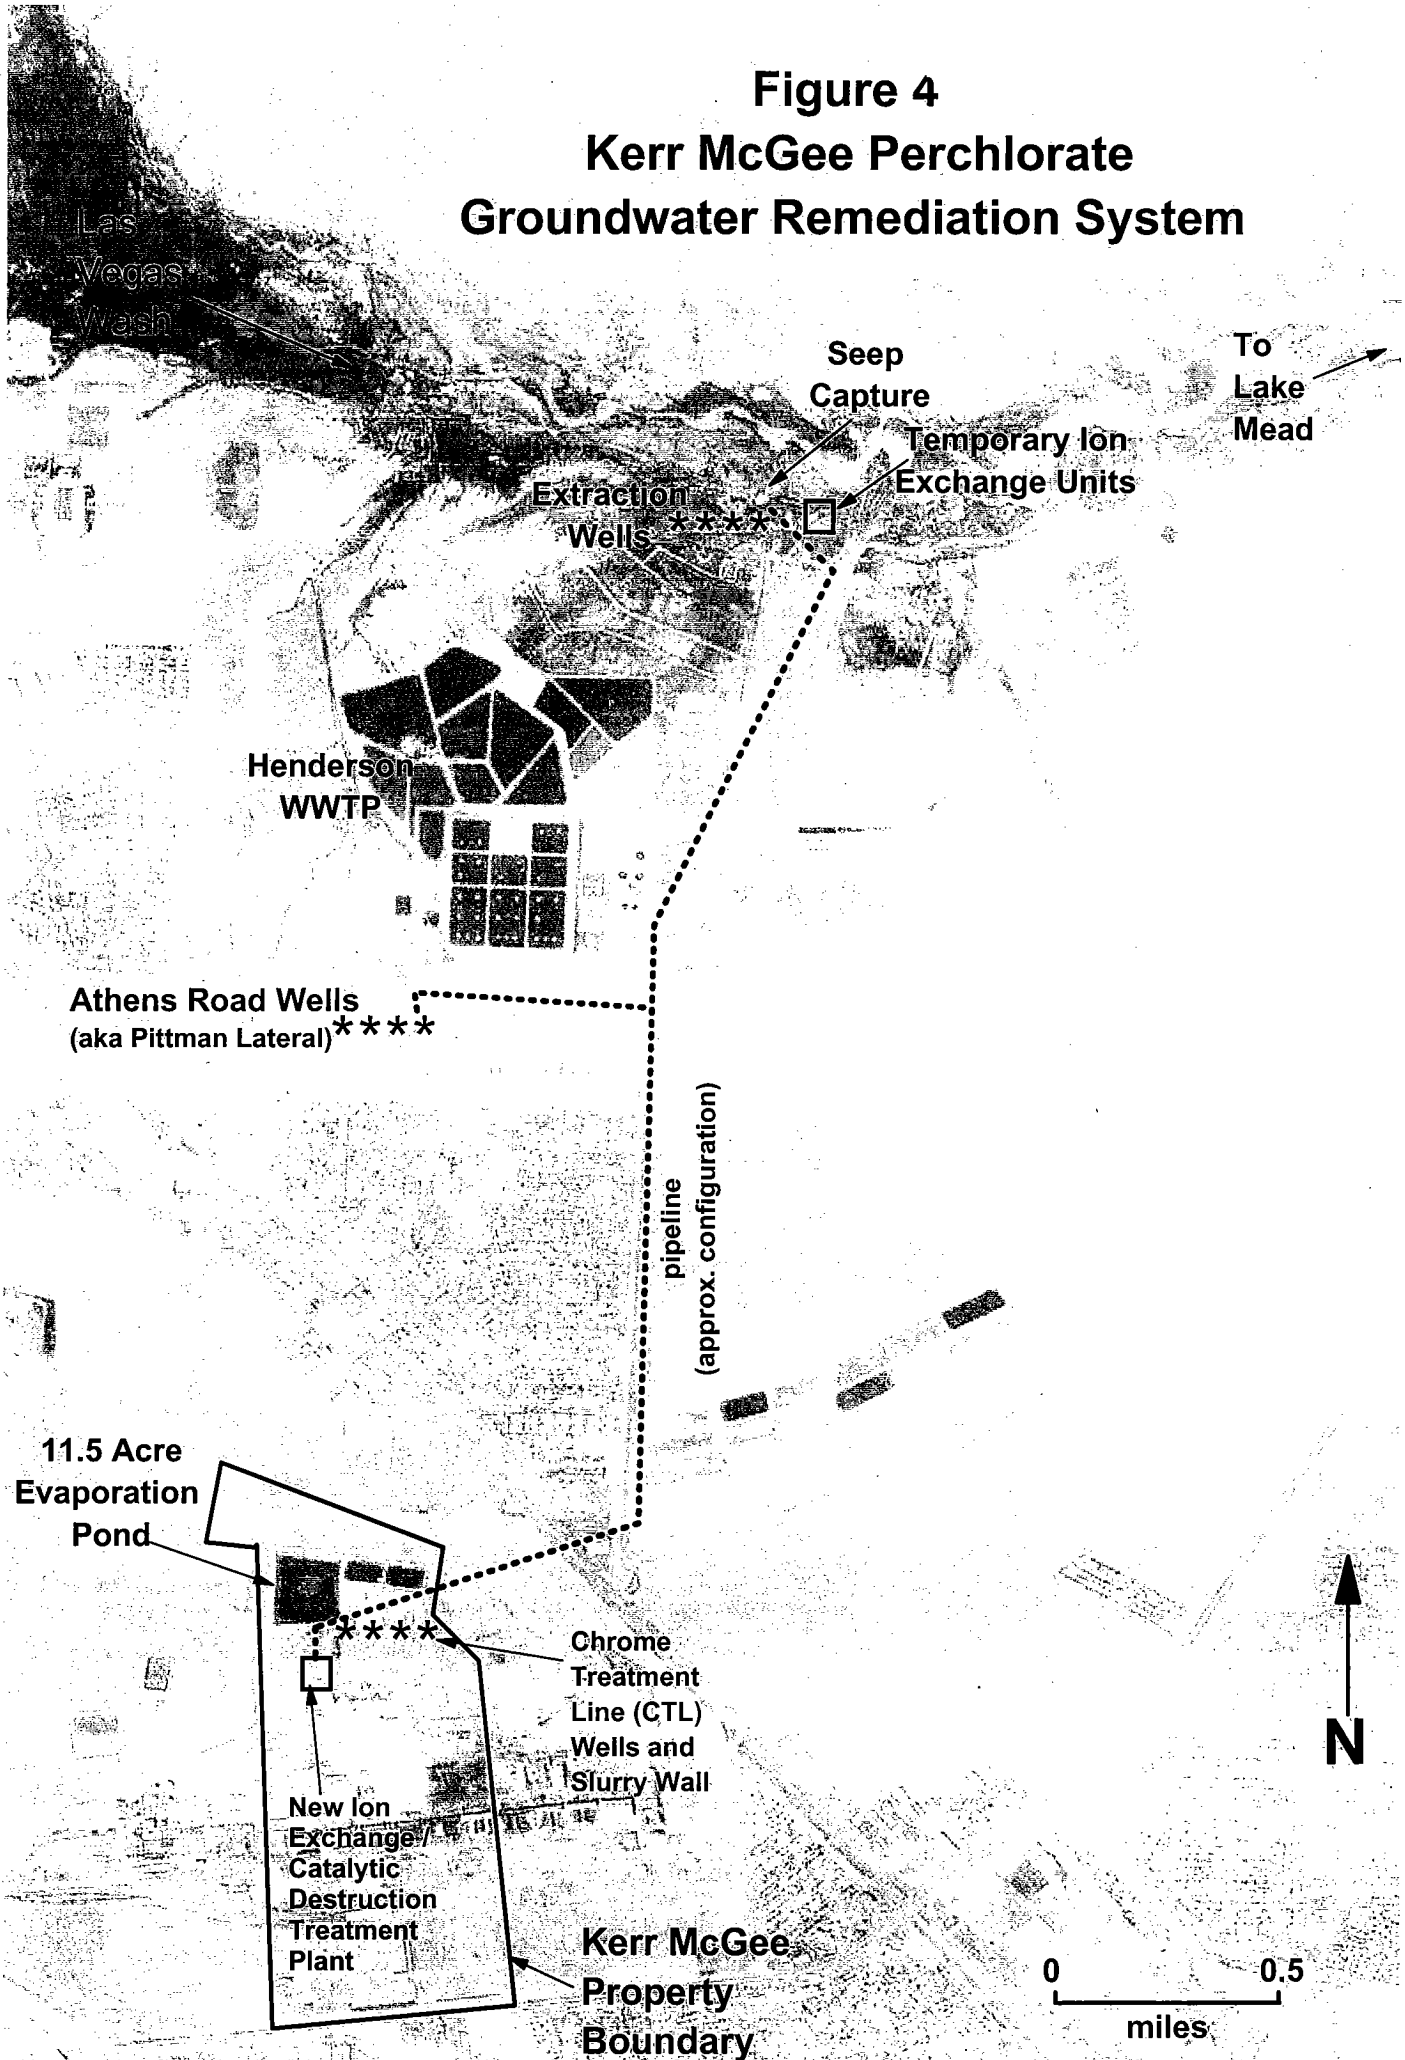 Figure 4
Kerr McGee Perchlorate
Groundwater Remediation System
Las
Vegas
Wash
Seep
Capture
To
Lake
Mead
Temporary Ion
Exchange Units
Extraction
Wells ****
Henderson
WWTP
Athens Road Wells
(aka Pittman Lateral) ****
pipeline
(approx. configuration)
11.5 Acre
Evaporation
Pond
****
Chrome
Treatment
Line (CTL)
Wells and
Slurry Wall
New Ion
Exchange /
Catalytic
Destruction
Treatment
Plant
Kerr McGee
Property
Boundary
N
0 0.5
miles